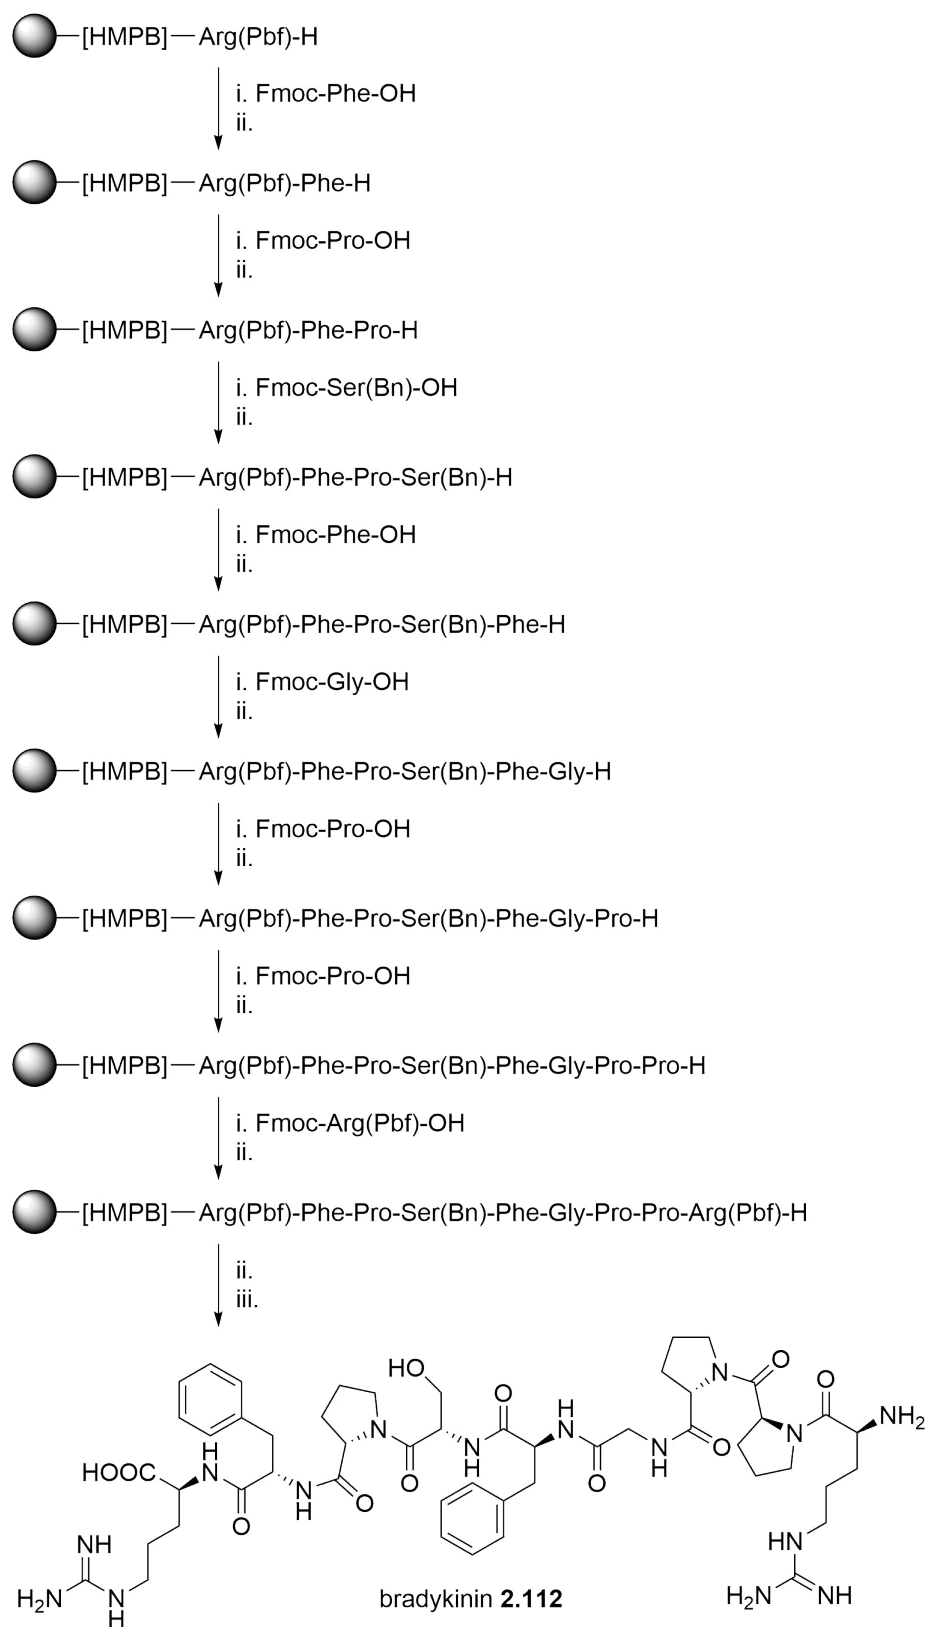 [HMPB] Arg(Pbf)-H
i. Fmoc-Phe-OH
ii.
[HMPB] Arg(Pbf)-Phe-H
i. Fmoc-Pro-OH
ii.
[HMPB] Arg(Pbf)-Phe-Pro-H
i. Fmoc-Ser(Bn)-OH
ii.
[HMPB] Arg(Pbf)-Phe-Pro-Ser(Bn)-H
i. Fmoc-Phe-OH
ii.
[HMPB] Arg(Pbf)-Phe-Pro-Ser(Bn)-Phe-H
i. Fmoc-Gly-OH
ii.
[HMPB] Arg(Pbf)-Phe-Pro-Ser(Bn)-Phe-Gly-H
i. Fmoc-Pro-OH
ii.
[HMPB] Arg(Pbf)-Phe-Pro-Ser(Bn)-Phe-Gly-Pro-H
i. Fmoc-Pro-OH
ii.
[HMPB] Arg(Pbf)-Phe-Pro-Ser(Bn)-Phe-Gly-Pro-Pro-H
i. Fmoc-Arg(Pbf)-OH
ii.
[HMPB] Arg(Pbf)-Phe-Pro-Ser(Bn)-Phe-Gly-Pro-Pro-Arg(Pbf)-H
ii.
iii.
HO O O
N O H N NH2
N O H N N
HOOC H N N H N H O
O N H O O O N H
NH HN
H2N N H H2N NH
bradykinin 2.112